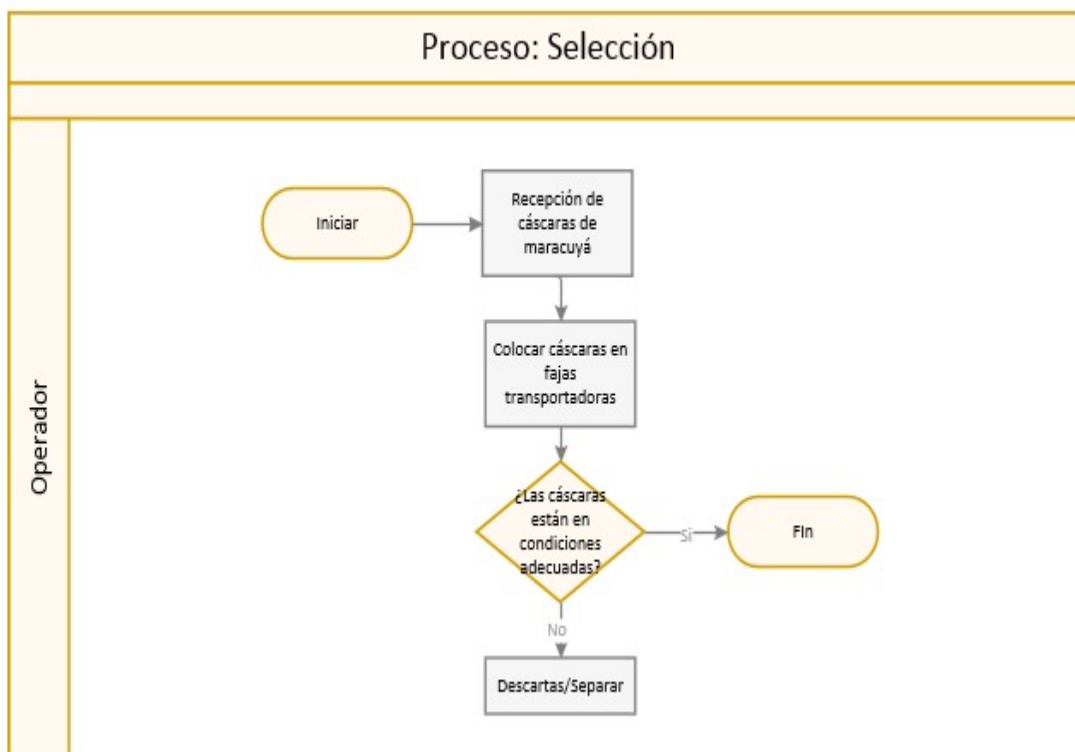 Proceso: Selección
Operador
Iniciar
Recepción de
cáscaras de
maracuyá
Colocar cáscaras en
fajas
transportadoras
¿Las cáscaras
están en
condiciones
adecuadas?
Si
Fin
No
Descartas/Separar